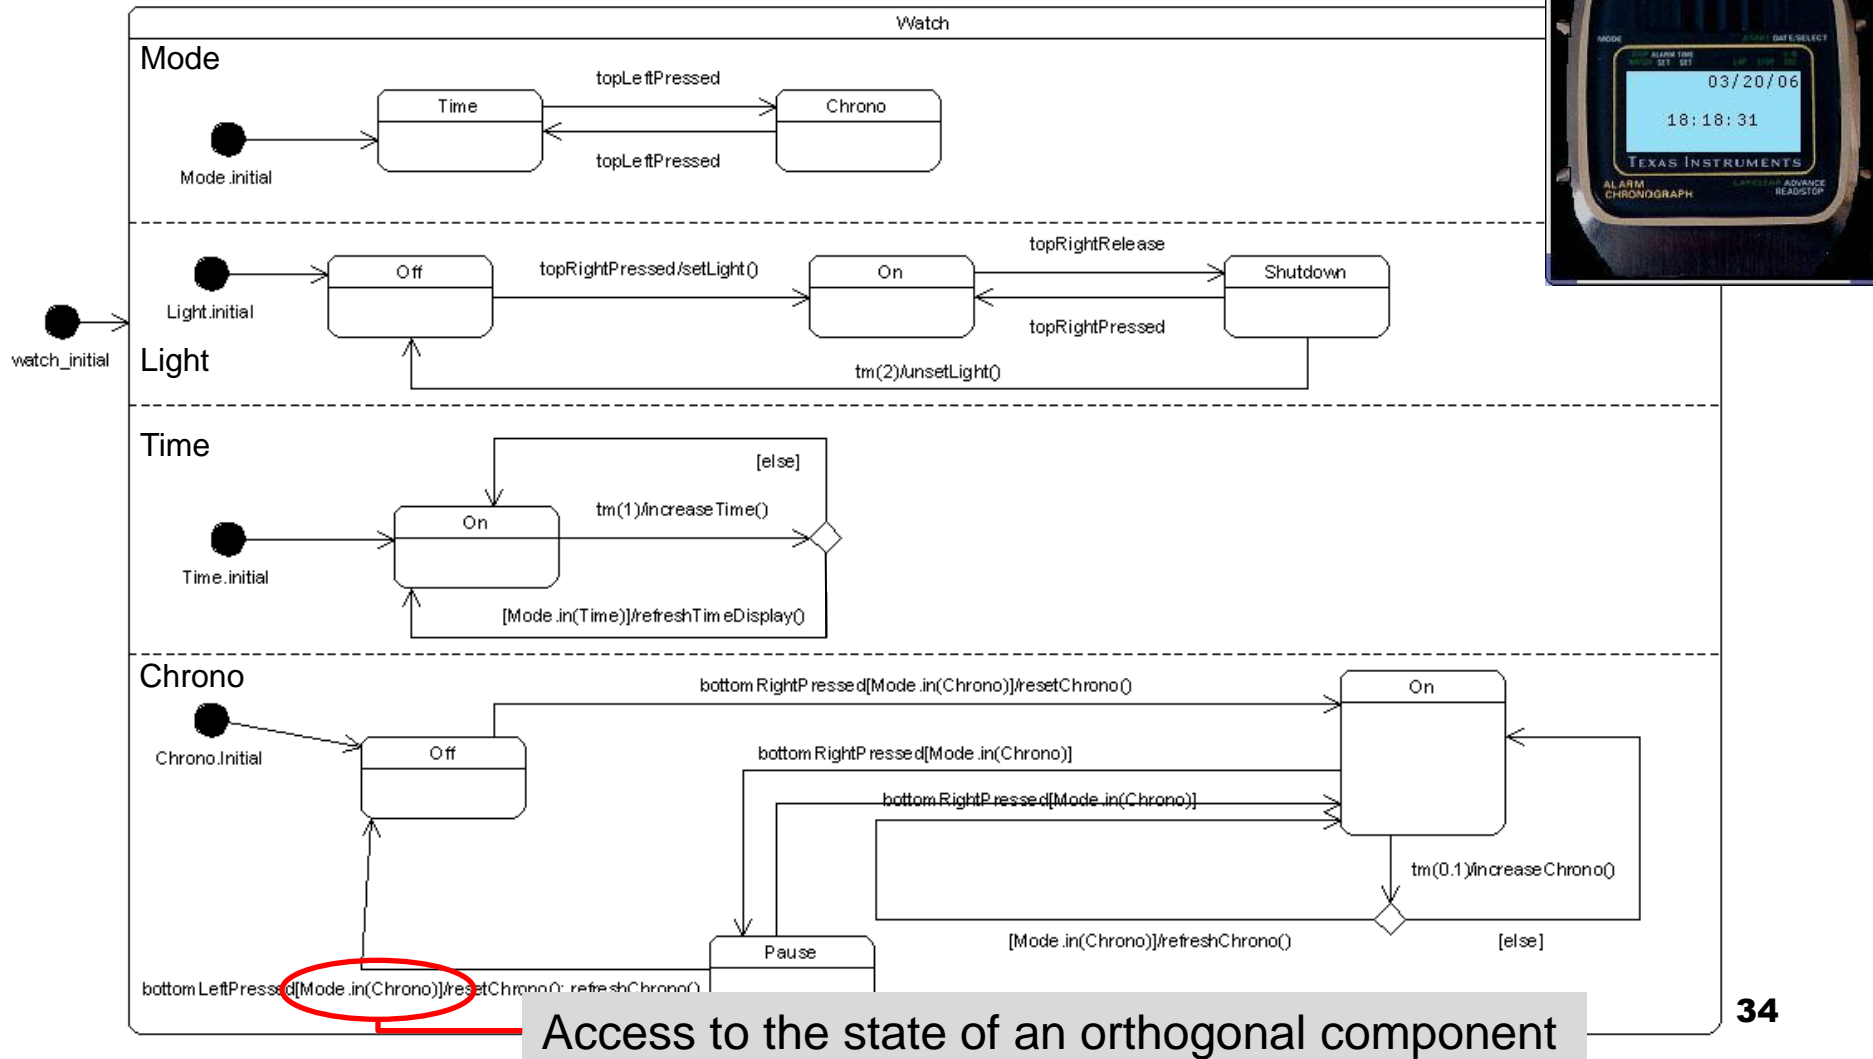 Watch
Mode
topLeftPressed
Time
Chrono
topLeftPressed
Mode.initial
MODE
DATE/SELECT
ALARM TIME
SET SET
03/20/06
18:18:31
TEXAS INSTRUMENTS
ALARM
CHRONOGRAPH
ADVANCE
READ/STOP
topRightRelease
Off
topRightPressed/setLight()
On
Shutdown
Light.initial
topRightPressed
watch_initial
Light
tm(2)/unsetLight()
Time
[else]
On
tm(1)/increaseTime()
Time.initial
[Mode.in(Time)]/refreshTimeDisplay()
Chrono
bottomRightPressed[Mode.in(Chrono)]/resetChrono()
On
Chrono.Initial
Off
bottomRightPressed[Mode.in(Chrono)]
bottomRightPressed[Mode.in(Chrono)]
tm(0.1)/increaseChrono()
Pause
[Mode.in(Chrono)]/refreshChrono()
[else]
bottomLeftPressed[Mode.in(Chrono)]/resetChrono(); refreshChrono()
Access to the state of an orthogonal component
34